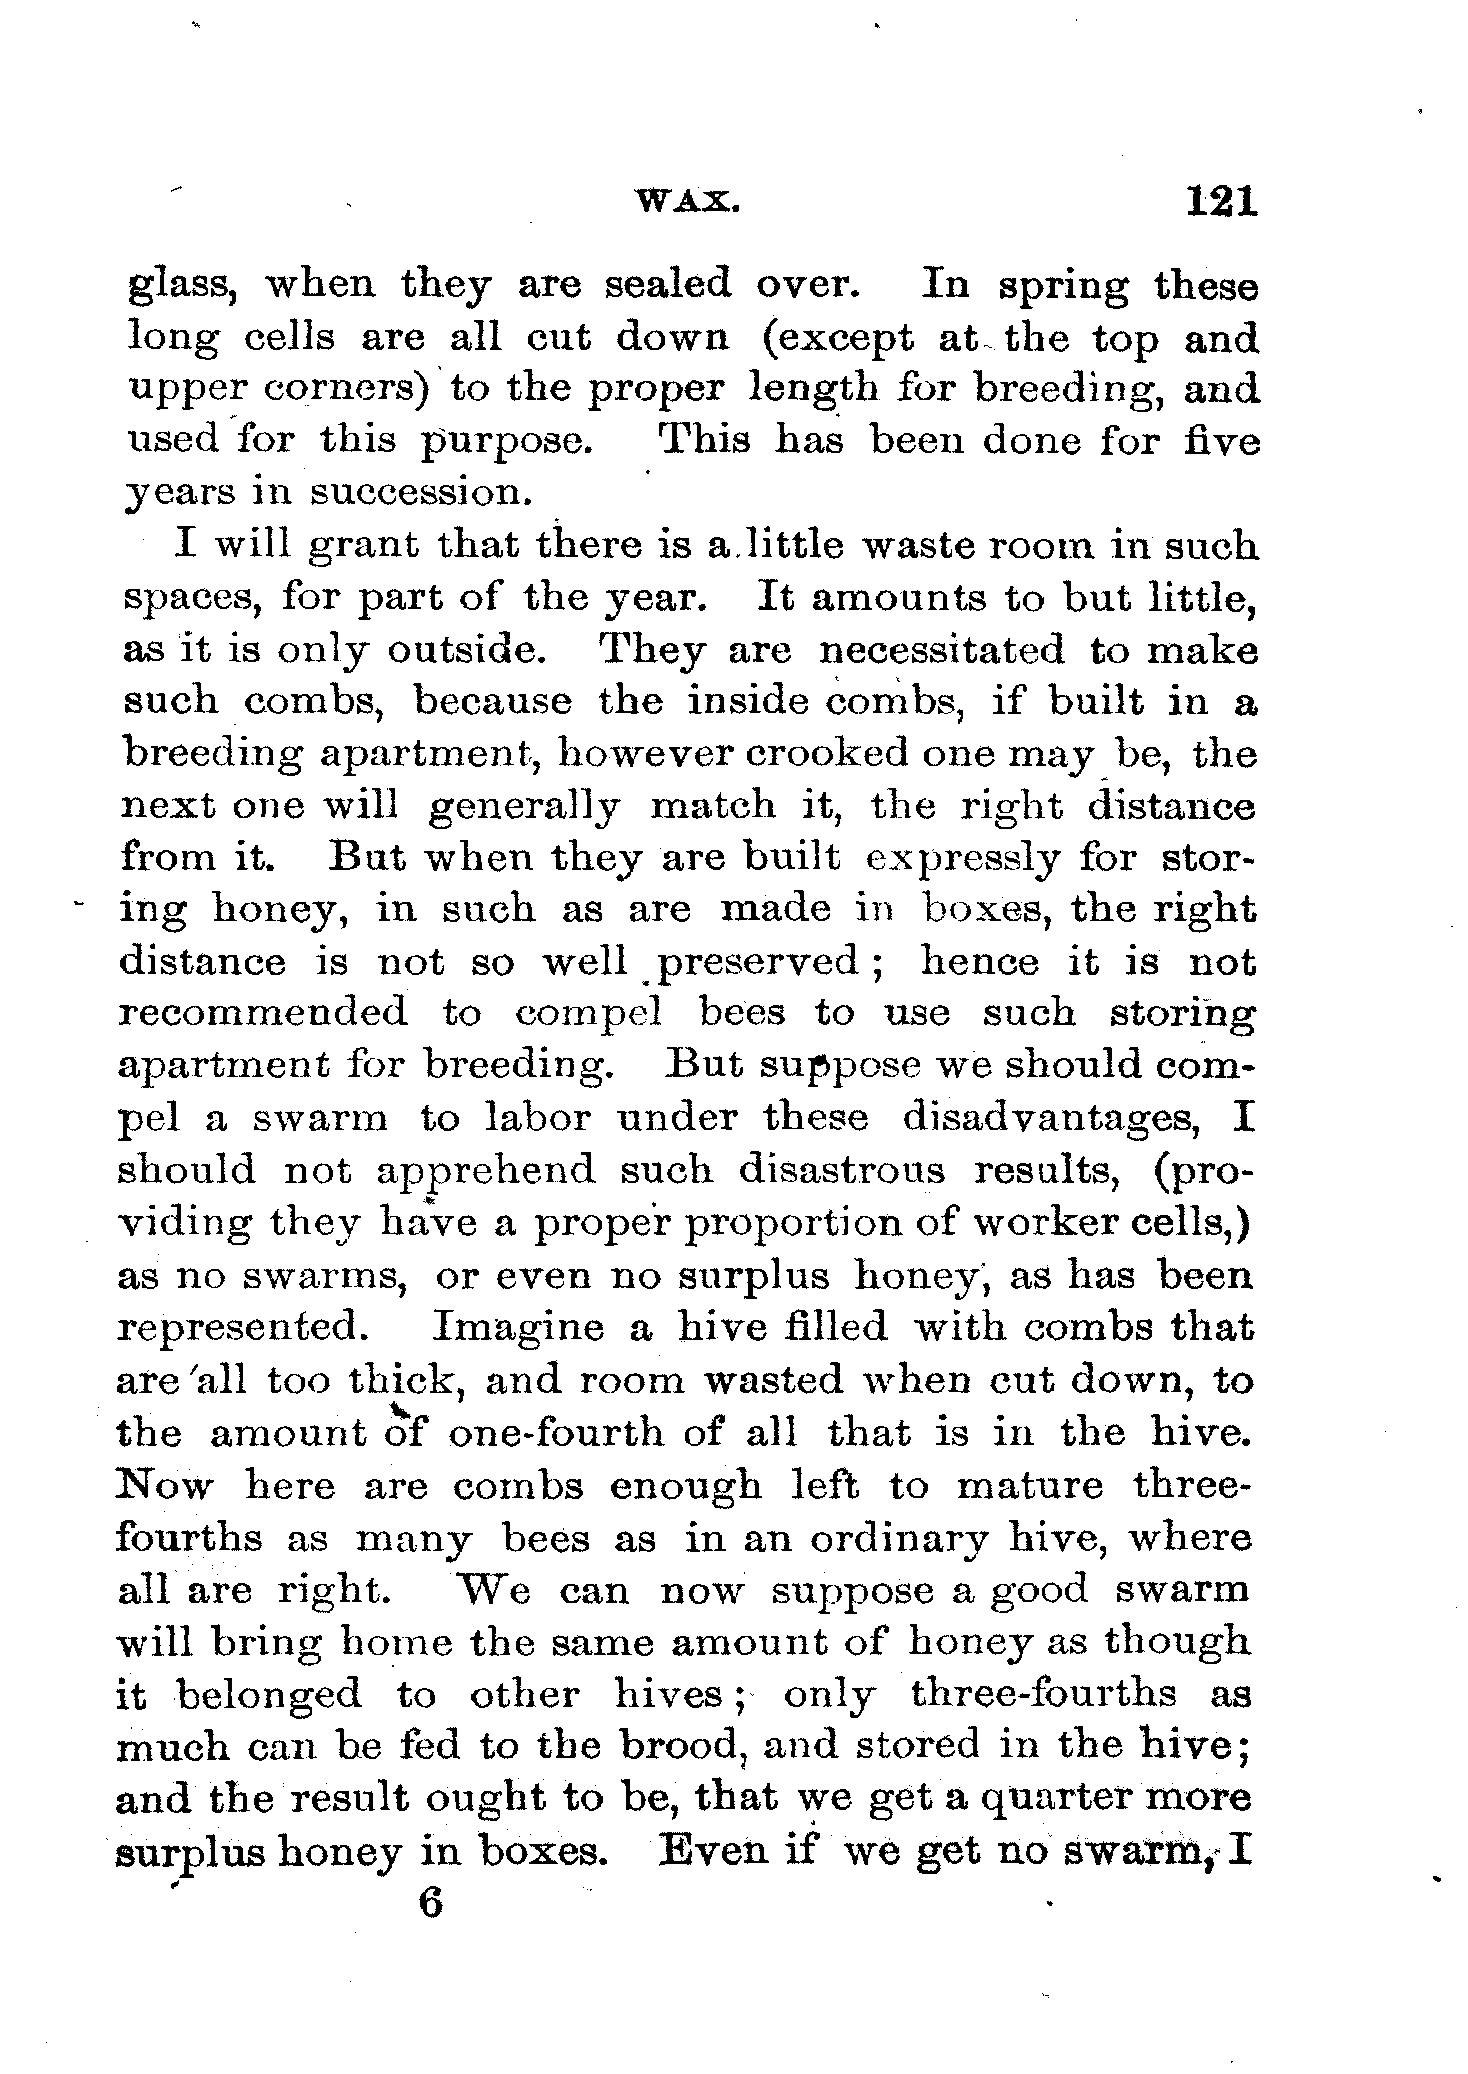 WAX. 121
glass, when they are sealed over. In spring these
long cells are all cut down (except at the top and
upper corners) to the proper length for breeding, and
used for this purpose. This has been done for five
years in succession.
I will grant that there is a little waste room in such
spaces, for part of the year. It amounts to but little,
as it is only outside. They are necessitated to make
such combs, because the inside combs, if built in a
breeding apartment, however crooked one may be, the
next one will generally match it, the right distance
from it. But when they are built expressly for stor-
ing honey, in such as are made in boxes, the right
distance is not so well preserved; hence it is not
recommended to compel bees to use such storing
apartment for breeding. But suppose we should com-
pel a swarm to labor under these disadvantages, I
should not apprehend such disastrous results, (pro-
viding they have a proper proportion of worker cells,)
as no swarms, or even no surplus honey, as has been
represented. Imagine a hive filled with combs that
are all too thick, and room wasted when cut down, to
the amount of one-fourth of all that is in the hive.
Now here are combs enough left to mature three-
fourths as many bees as in an ordinary hive, where
all are right. We can now suppose a good swarm
will bring home the same amount of honey as though
it belonged to other hives; only three-fourths as
much can be fed to the brood, and stored in the hive;
and the result ought to be, that we get a quarter more
surplus honey in boxes. Even if we get no swarm, I
6